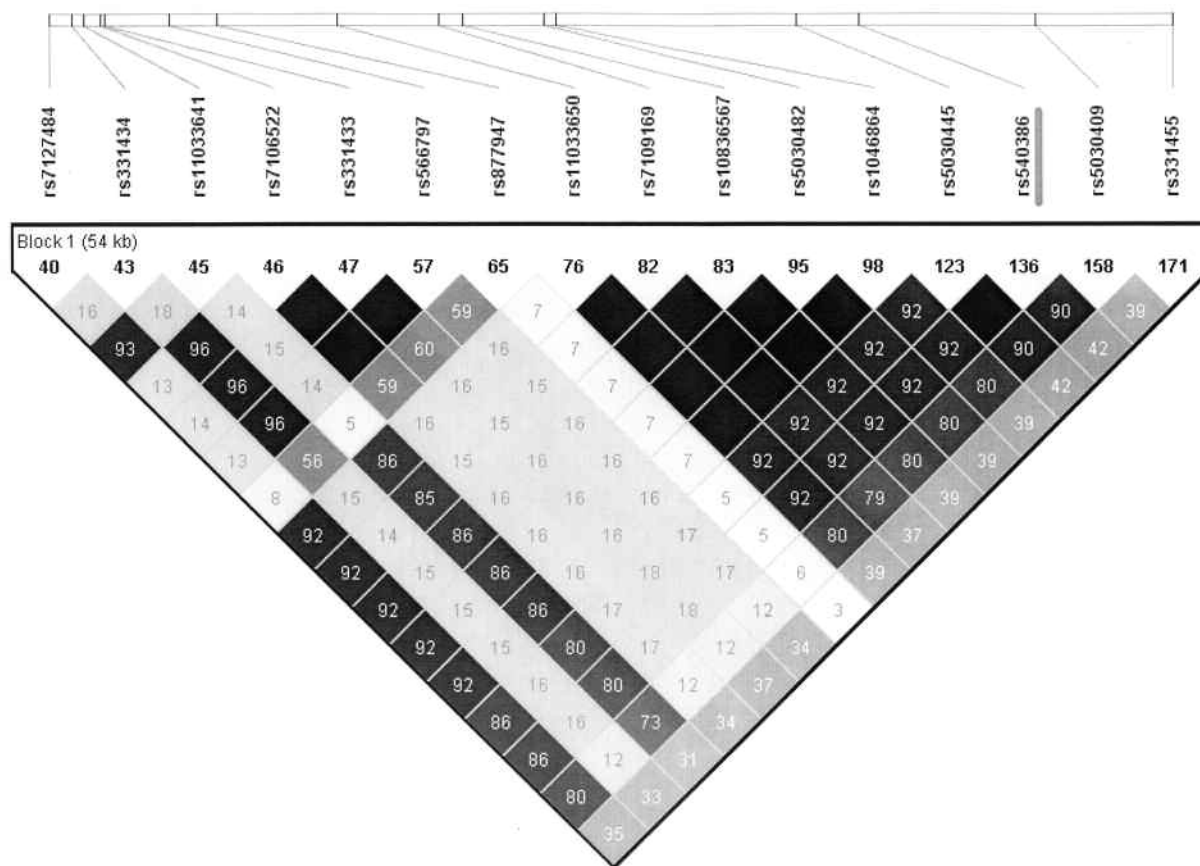 rs7127484
rs331434
rs11033641
rs7106522
rs331433
rs566797
rs877947
rs11033650
rs7109169
rs10836567
rs5030482
rs1046864
rs5030445
rs540386
rs5030409
rs331455
Block 1 (54 kb)
40 43 45 46 47 57 65 76 82 83 95 98 123 136 158 171
16 18 14 59 7 92 90 39
93 96 15 60 16 7 92 92 90 42
13 96 14 59 16 15 7 92 92 80 42
14 96 5 16 15 16 7 92 92 80 39
13 56 86 15 16 16 7 92 92 80 39
8 15 85 16 16 16 5 92 79 39
92 14 86 16 16 17 5 80 37
92 15 86 16 18 17 6 39
92 15 86 17 18 12 3
92 15 80 17 12 34
92 16 80 12 37
86 16 73 34
86 12 31
80 33
35